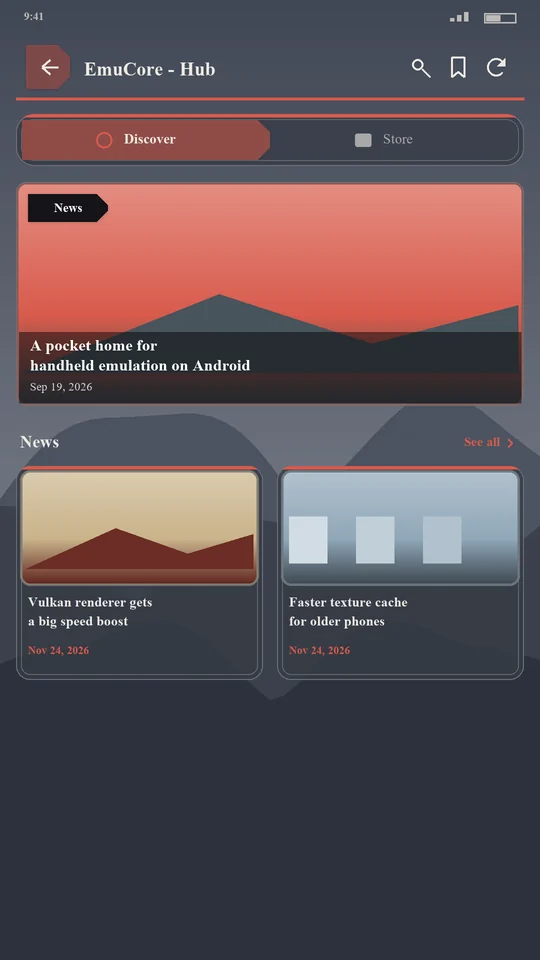 9:41
EmuCore - Hub
Discover
Store
News
A pocket home for
handheld emulation on Android
Sep 19, 2026
News
See all
Vulkan renderer gets
a big speed boost
Nov 24, 2026
Faster texture cache
for older phones
Nov 24, 2026